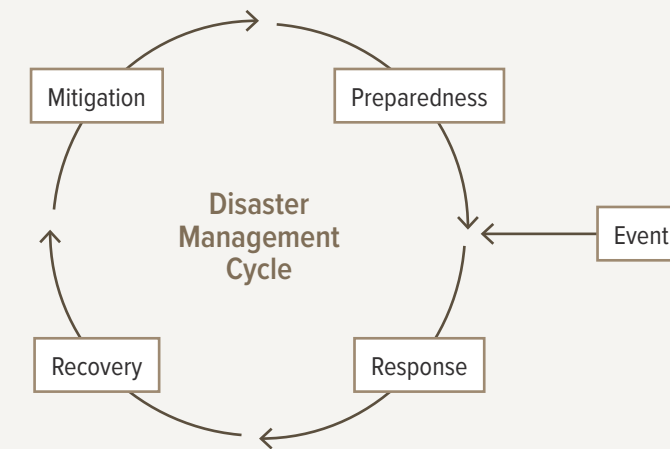 Mitigation
Preparedness
Disaster
Management
Cycle
Event
Recovery
Response